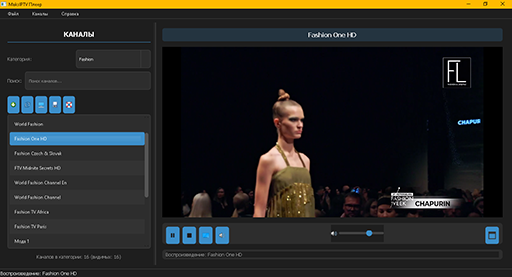 MaksIPTV Плеер
Файл Каналы Справка
КАНАЛЫ
Категория:
Fashion
Поиск:
Поиск канала...
World Fashion
Fashion One HD
Fashion Czech & Slovak
FTV Midnite Secrets HD
World Fashion Channel En
World Fashion Channel
Fashion TV Africa
Fashion TV Paris
Мода 1
Каналов в категории: 16 (видимых: 16)
Fashion One HD
FL
CHAPUR
FASHION
WEEK
CHAPURIN
Воспроизведение: Fashion One HD
Воспроизведение: Fashion One HD